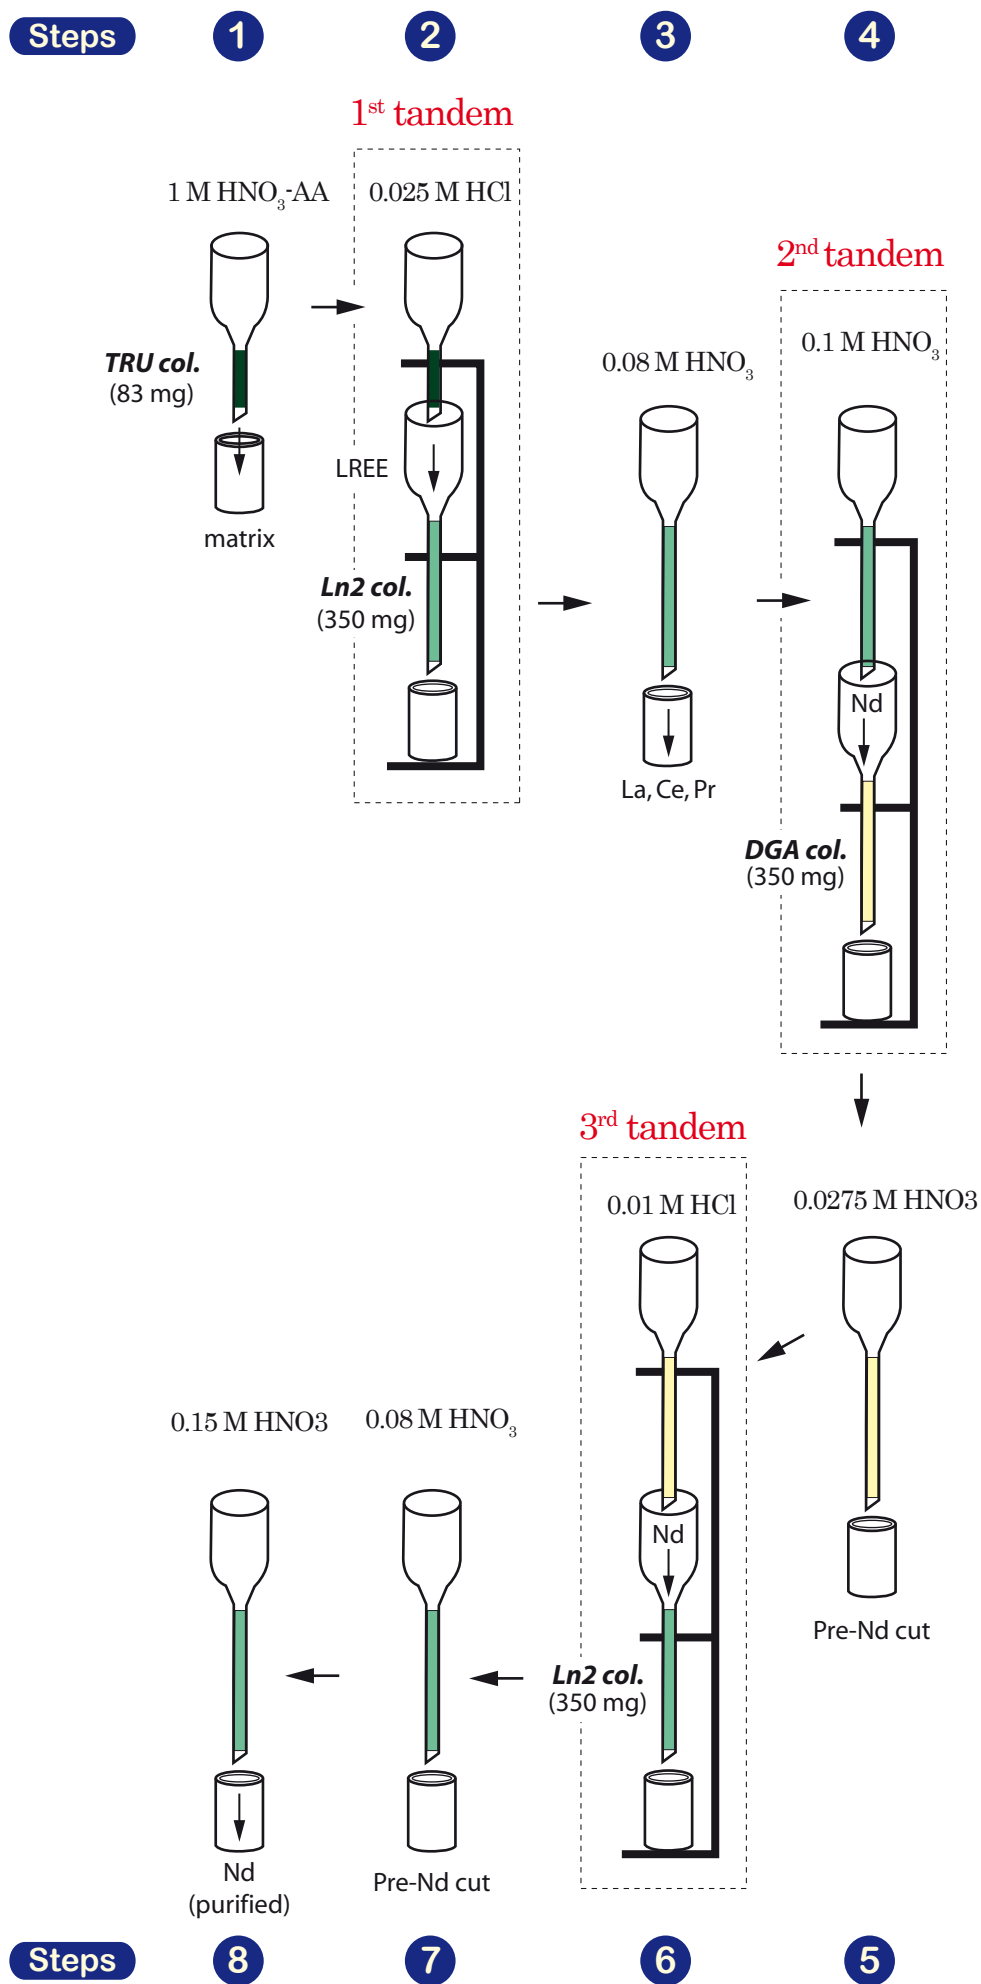 Steps 1 2 3 4
1st tandem
1 M HNO3-AA
0.025 M HCl
2nd tandem
0.1 M HNO3
TRU col.
(83 mg)
0.08 M HNO3
LREE
matrix
Ln2 col.
(350 mg)
Nd
La, Ce, Pr
DGA col.
(350 mg)
3rd tandem
0.01 M HCl
0.0275 M HNO3
0.15 M HNO3
0.08 M HNO3
Nd
Pre-Nd cut
Ln2 col.
(350 mg)
Nd
(purified)
Pre-Nd cut
Steps 8 7 6 5